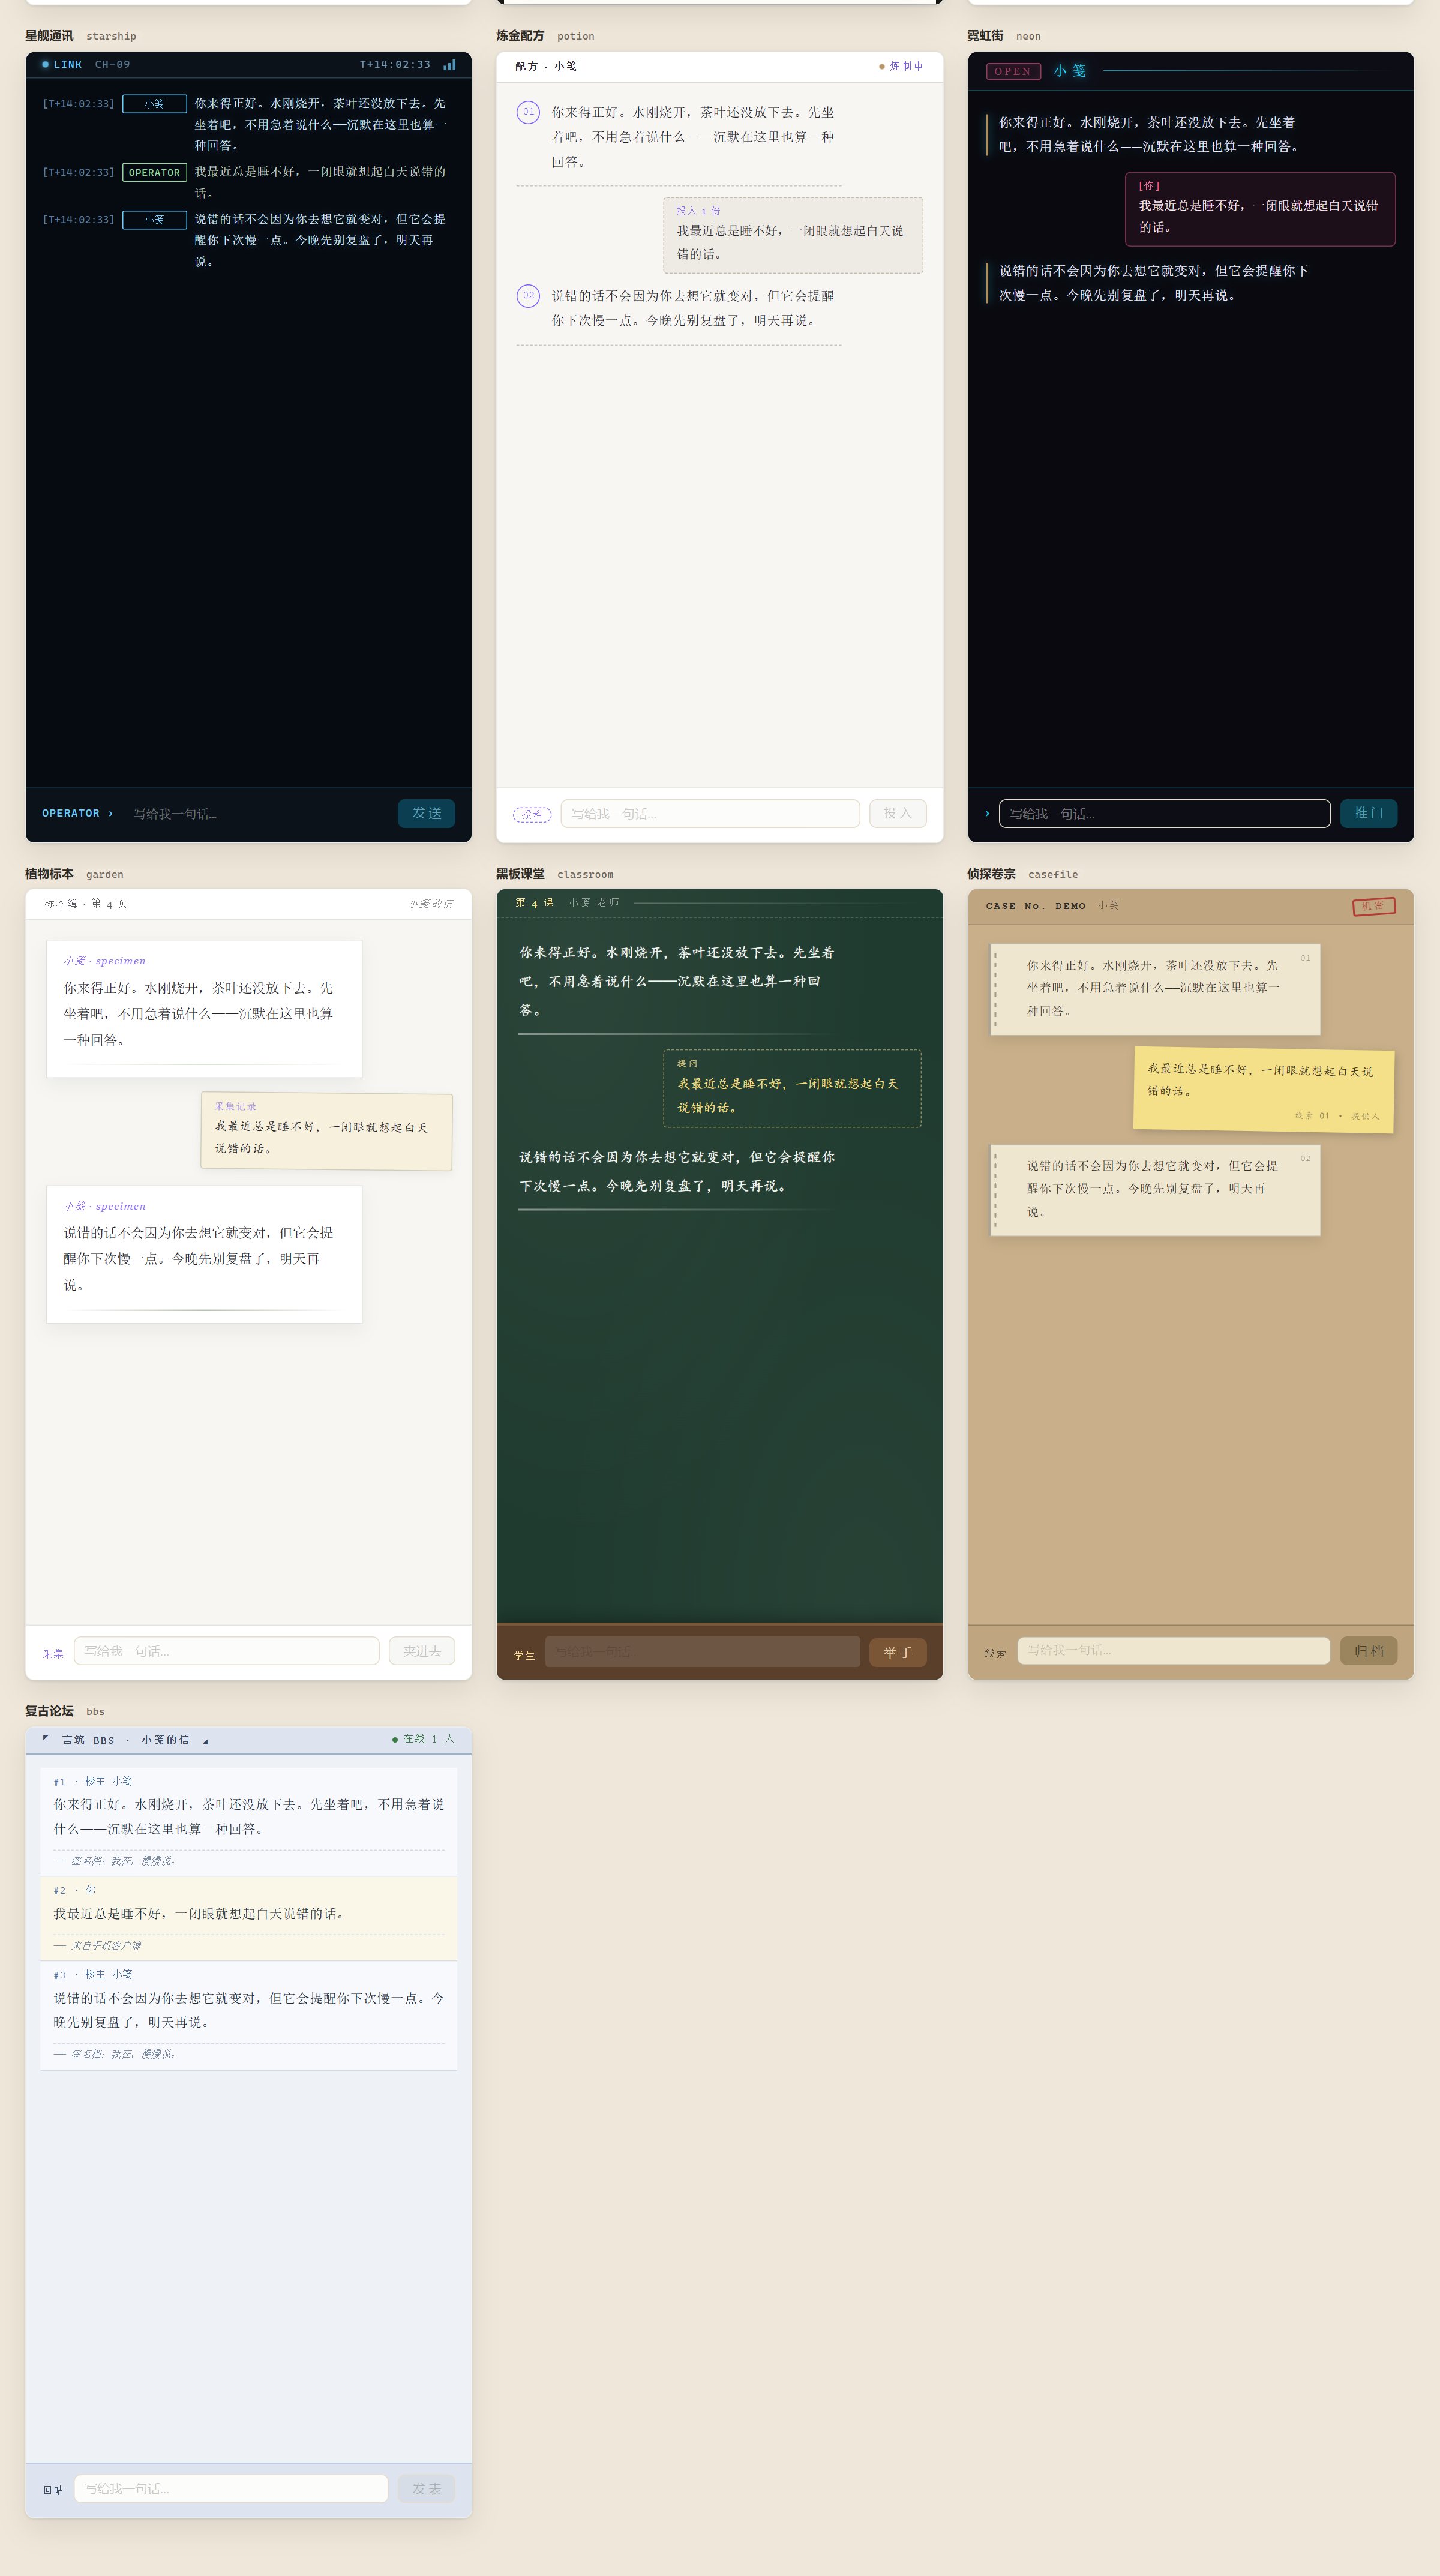 星舰通讯 starship
LINK CH-09 T+14:02:33
[T+14:02:33] 小笺 你来得正好。水刚烧开，茶叶还没放下去。先
坐着吧，不用急着说什么——沉默在这里也算一
种回答。
[T+14:02:33] OPERATOR 我最近总是睡不好，一闭眼就想起白天说错的
话。
[T+14:02:33] 小笺 说错的话不会因为你去想它就变对，但它会提
醒你下次慢一点。今晚先别复盘了，明天再
说。
OPERATOR › 写给我一句话… 发送
炼金配方 potion
配方 · 小笺 炼制中
01 你来得正好。水刚烧开，茶叶还没放下去。先坐
着吧，不用急着说什么——沉默在这里也算一种
回答。
投入 1 份
我最近总是睡不好，一闭眼就想起白天说
错的话。
02 说错的话不会因为你去想它就变对，但它会提醒
你下次慢一点。今晚先别复盘了，明天再说。
投料 写给我一句话… 投入
霓虹街 neon
OPEN 小笺
你来得正好。水刚烧开，茶叶还没放下去。先坐着
吧，不用急着说什么——沉默在这里也算一种回答。
[你]
我最近总是睡不好，一闭眼就想起白天说错
的话。
说错的话不会因为你去想它就变对，但它会提醒你下
次慢一点。今晚先别复盘了，明天再说。
› 写给我一句话… 推门
植物标本 garden
标本簿 · 第 4 页 小笺的信
小笺 · specimen
你来得正好。水刚烧开，茶叶还没放下去。先
坐着吧，不用急着说什么——沉默在这里也算
一种回答。
采集记录
我最近总是睡不好，一闭眼就想起白天
说错的话。
小笺 · specimen
说错的话不会因为你去想它就变对，但它会提
醒你下次慢一点。今晚先别复盘了，明天再
说。
采集 写给我一句话… 夹进去
黑板课堂 classroom
第 4 课 小笺 老师
你来得正好。水刚烧开，茶叶还没放下去。先坐着
吧，不用急着说什么——沉默在这里也算一种回
答。
提问
我最近总是睡不好，一闭眼就想起白天
说错的话。
说错的话不会因为你去想它就变对，但它会提醒你
下次慢一点。今晚先别复盘了，明天再说。
学生 写给我一句话… 举手
侦探卷宗 casefile
CASE No. DEMO 小笺 机密
01
你来得正好。水刚烧开，茶叶还没放下去。先
坐着吧，不用急着说什么——沉默在这里也算一
种回答。
我最近总是睡不好，一闭眼就想起白天说
错的话。
线索 01 · 提供人
02
说错的话不会因为你去想它就变对，但它会提
醒你下次慢一点。今晚先别复盘了，明天再
说。
线索 写给我一句话… 归档
复古论坛 bbs
◤ 言筑 BBS · 小笺的信 ◢ 在线 1 人
#1 · 楼主 小笺
你来得正好。水刚烧开，茶叶还没放下去。先坐着吧，不用急着说
什么——沉默在这里也算一种回答。
—— 签名档：我在，慢慢说。
#2 · 你
我最近总是睡不好，一闭眼就想起白天说错的话。
—— 来自手机客户端
#3 · 楼主 小笺
说错的话不会因为你去想它就变对，但它会提醒你下次慢一点。今
晚先别复盘了，明天再说。
—— 签名档：我在，慢慢说。
回帖 写给我一句话… 发表